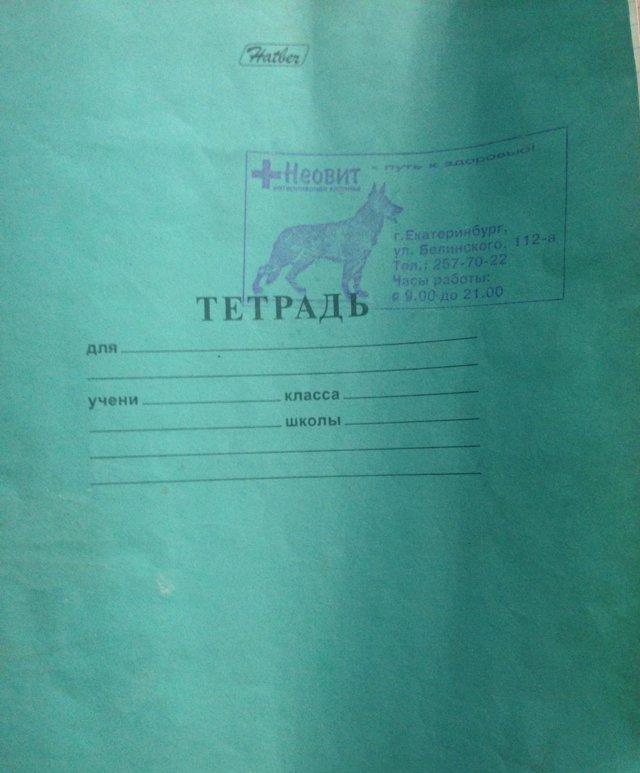 Hatber
Неовит - путь к здоровью!
ветеринарная клиника
г.Екатеринбург,
ул. Белинского, 112-а
Тел.: 257-70-22
Часы работы:
с 9.00 до 21.00
ТЕТРАДЬ
для
учени класса
школы